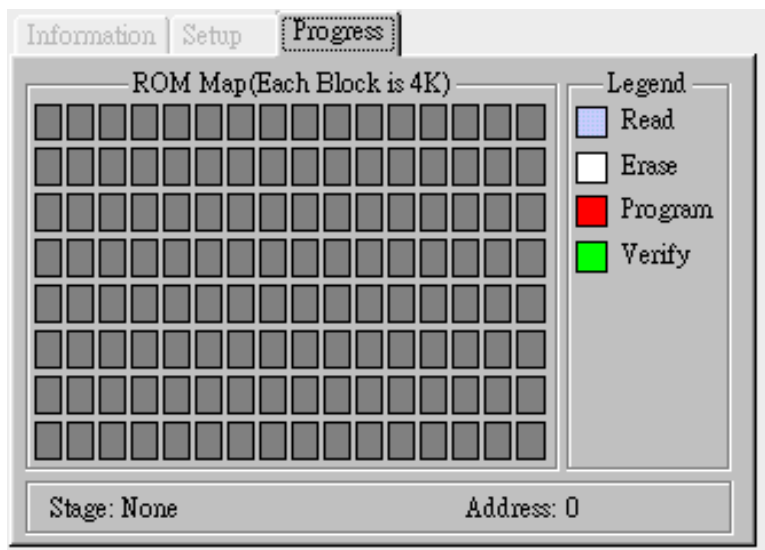 Information Setup Progress
ROM Map(Each Block is 4K)
Legend
Read
Erase
Program
Verify
Stage: None Address: 0